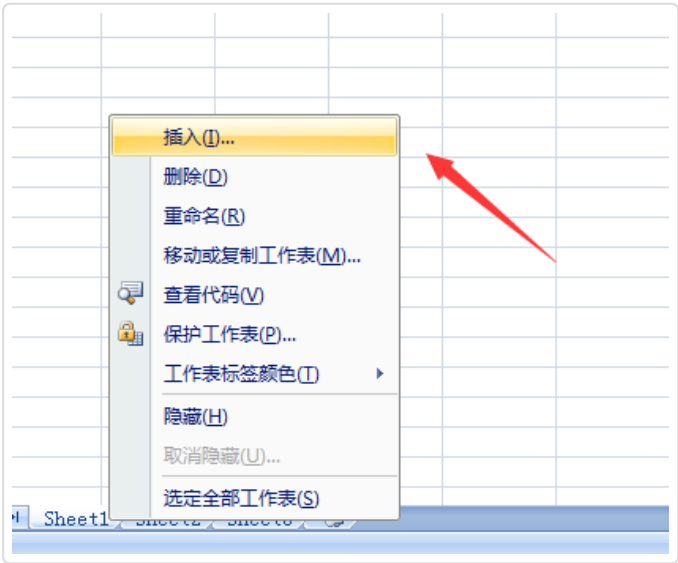 插入(I)...
删除(D)
重命名(R)
移动或复制工作表(M)...
查看代码(V)
保护工作表(P)...
工作表标签颜色(T)
隐藏(H)
取消隐藏(U)...
选定全部工作表(S)
Sheet1 Sheet2